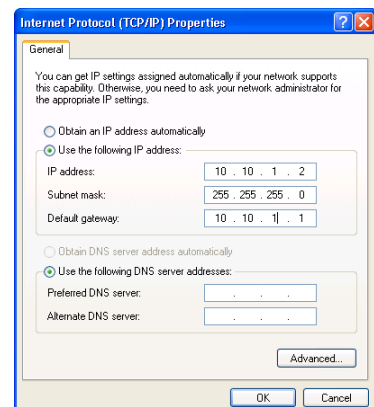 Internet Protocol (TCP/IP) Properties
General
You can get IP settings assigned automatically if your network supports
this capability. Otherwise, you need to ask your network administrator for
the appropriate IP settings.
Obtain an IP address automatically
Use the following IP address:
IP address: 10 . 10 . 1 . 2
Subnet mask: 255 . 255 . 255 . 0
Default gateway: 10 . 10 . 1 . 1
Obtain DNS server address automatically
Use the following DNS server addresses:
Preferred DNS server: . . .
Alternate DNS server: . . .
Advanced...
OK Cancel